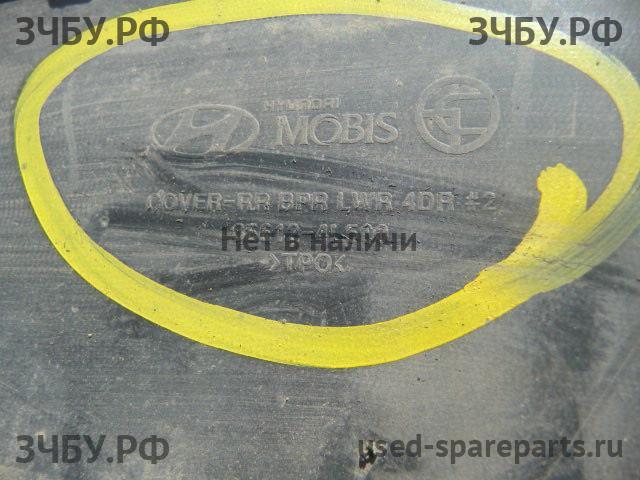 ЗЧБУ.РФ ЗЧБУ.РФ
HYUNDAI
MOBIS
COVER-RR BPR LWR 4DR #2
Нет в наличи
>TPO<
ЗЧБУ.РФ used-spareparts.ru